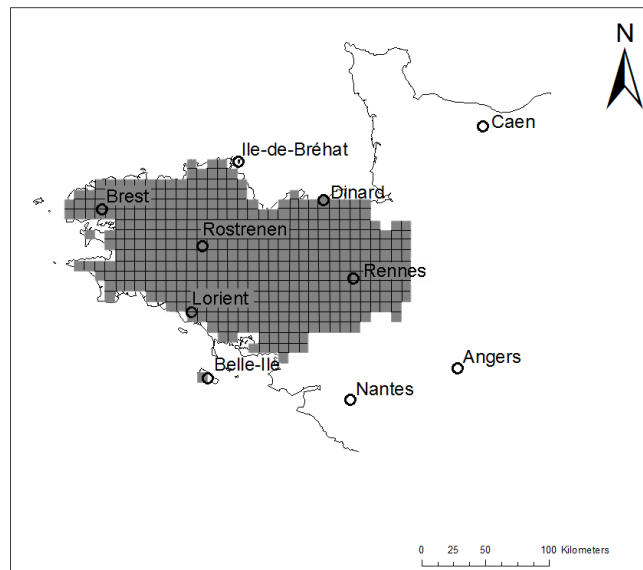 N
Caen
Ile-de-Bréhat
Dinard
Brest
Rostrenen
Rennes
Lorient
Belle-Ile
Angers
Nantes
0 25 50 100 Kilometers